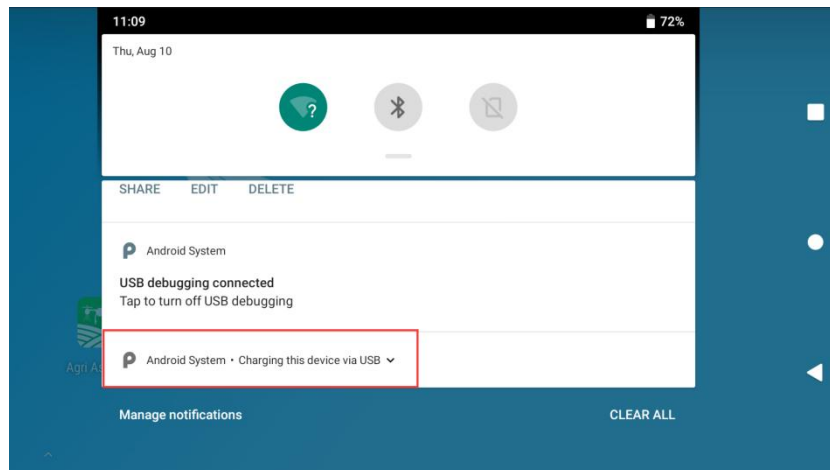 11:09
72%
Thu, Aug 10
?
SHARE EDIT DELETE
Android System
USB debugging connected
Tap to turn off USB debugging
Android System • Charging this device via USB
Agri A
Manage notifications
CLEAR ALL